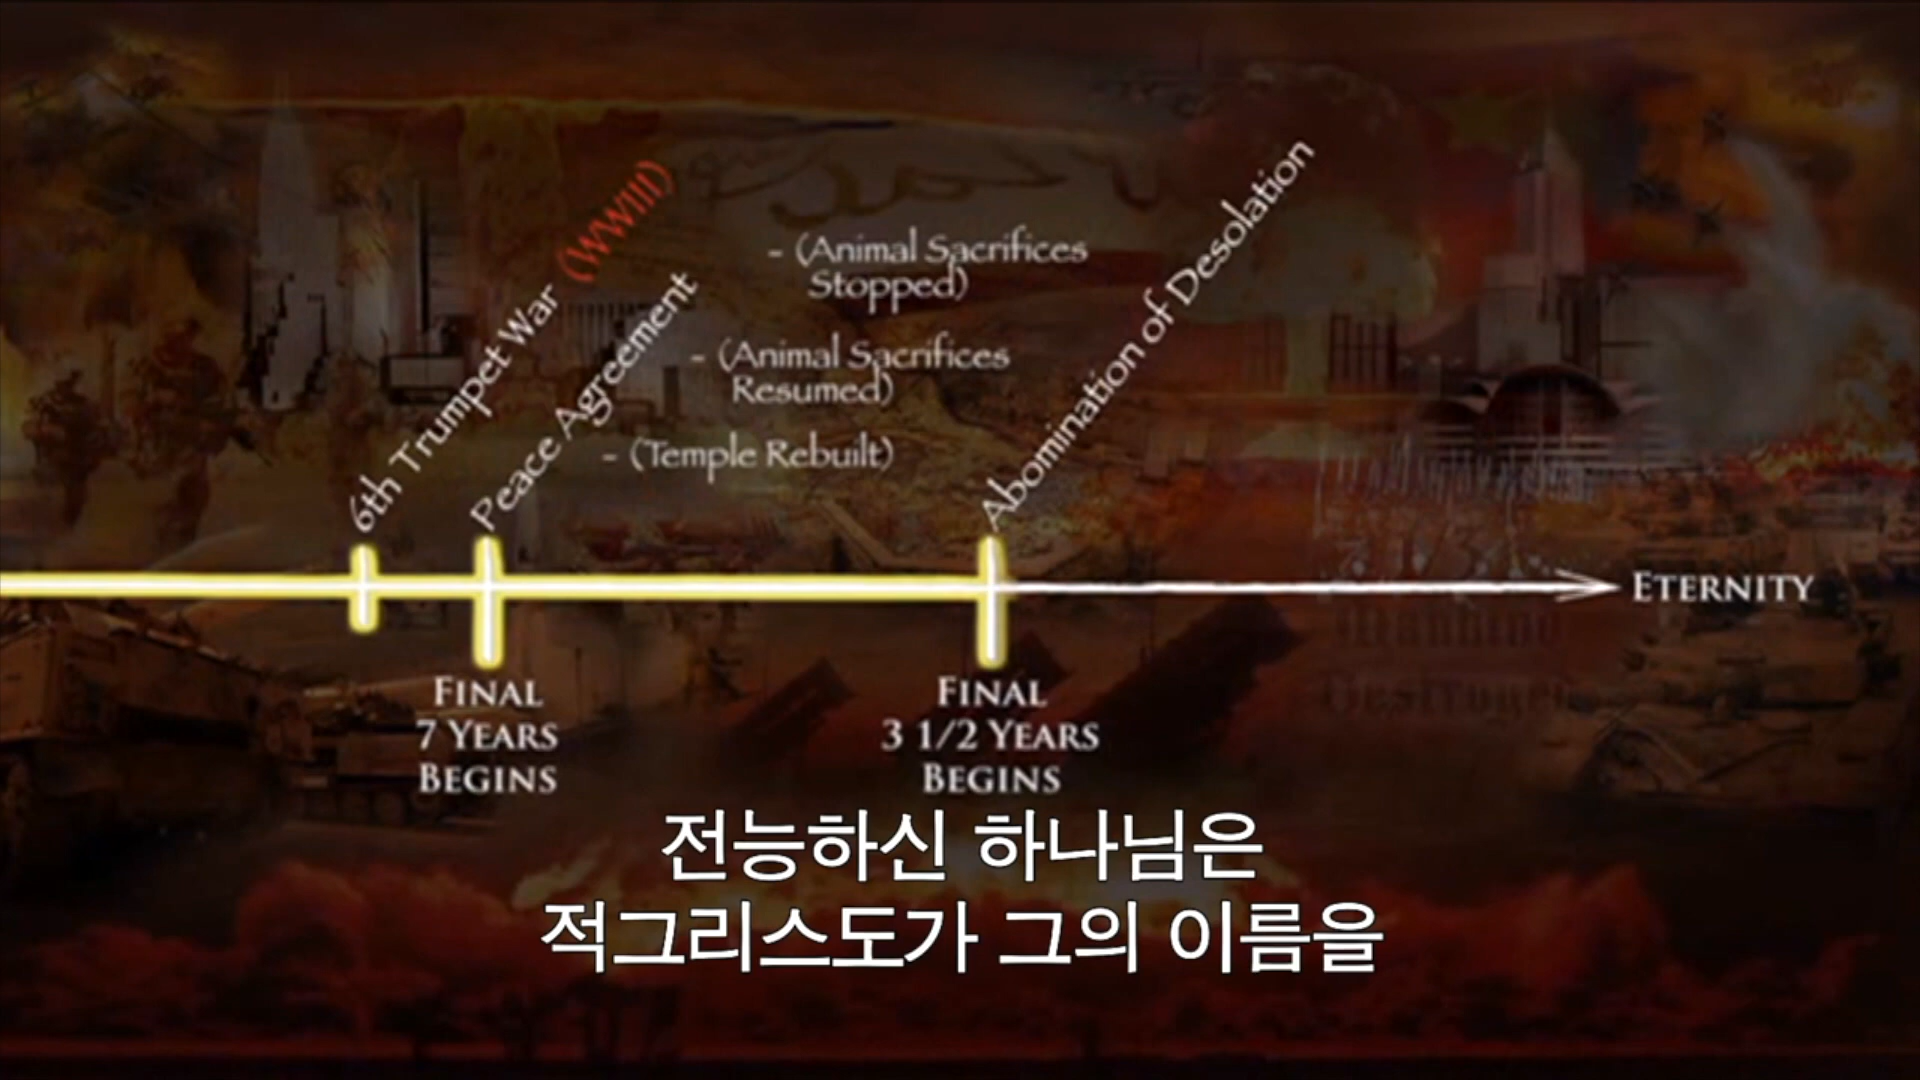 6th Trumpet War (WWIII)
Peace Agreement
- (Temple Rebuilt)
- (Animal Sacrifices
Resumed)
- (Animal Sacrifices
Stopped)
Abomination of Desolation
ETERNITY
FINAL
7 YEARS
BEGINS
FINAL
3 1/2 YEARS
BEGINS
전능하신 하나님은
적그리스도가 그의 이름을